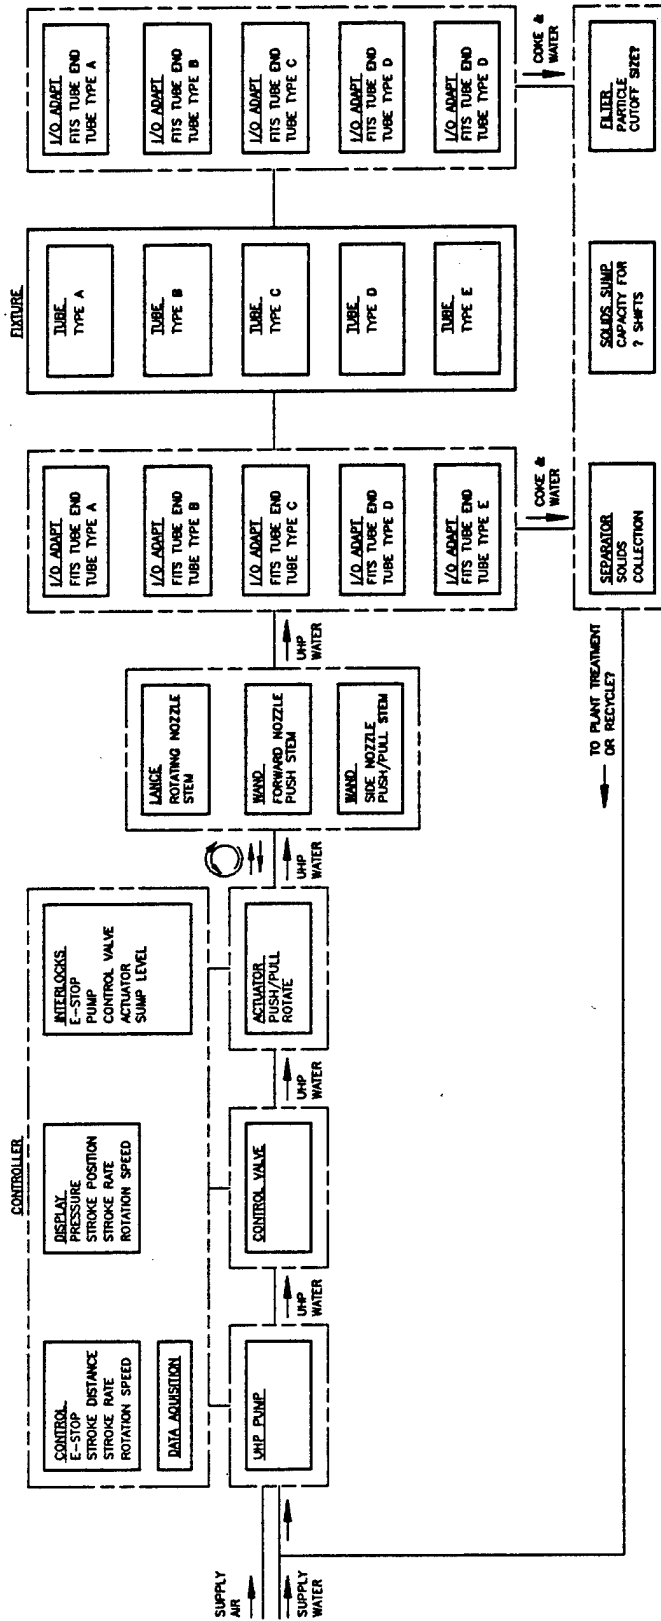 CONTROLLER
CONTROL
E-STOP
STROKE DISTANCE
STROKE RATE
ROTATION SPEED
DATA AQUISITION
DISPLAY
PRESSURE
STROKE POSITION
STROKE RATE
ROTATION SPEED
INTERLOCKS
E-STOP
PUMP
CONTROL VALVE
ACTUATOR
SUMP LEVEL
SUPPLY
AIR
SUPPLY
WATER
UHP PUMP
UHP
WATER
CONTROL VALVE
UHP
WATER
ACTUATOR
PUSH/PULL
ROTATE
UHP
WATER
LANCE
ROTATING NOZZLE
STEM
WAND
FORWARD NOZZLE
PUSH STEM
WAND
SIDE NOZZLE
PUSH/PULL STEM
UHP
WATER
I/O ADAPT
FITS TUBE END
TUBE TYPE A
I/O ADAPT
FITS TUBE END
TUBE TYPE B
I/O ADAPT
FITS TUBE END
TUBE TYPE C
I/O ADAPT
FITS TUBE END
TUBE TYPE D
I/O ADAPT
FITS TUBE END
TUBE TYPE E
FIXTURE
TUBE
TYPE A
TUBE
TYPE B
TUBE
TYPE C
TUBE
TYPE D
TUBE
TYPE E
I/O ADAPT
FITS TUBE END
TUBE TYPE A
I/O ADAPT
FITS TUBE END
TUBE TYPE B
I/O ADAPT
FITS TUBE END
TUBE TYPE C
I/O ADAPT
FITS TUBE END
TUBE TYPE D
I/O ADAPT
FITS TUBE END
TUBE TYPE D
COKE &
WATER
COKE &
WATER
TO PLANT TREATMENT
OR RECYCLE?
SEPARATOR
SOLIDS
COLLECTION
SOLIDS SUMP
CAPACITY FOR
? SHIFTS
FILTER
PARTICLE
CUTOFF SIZE?